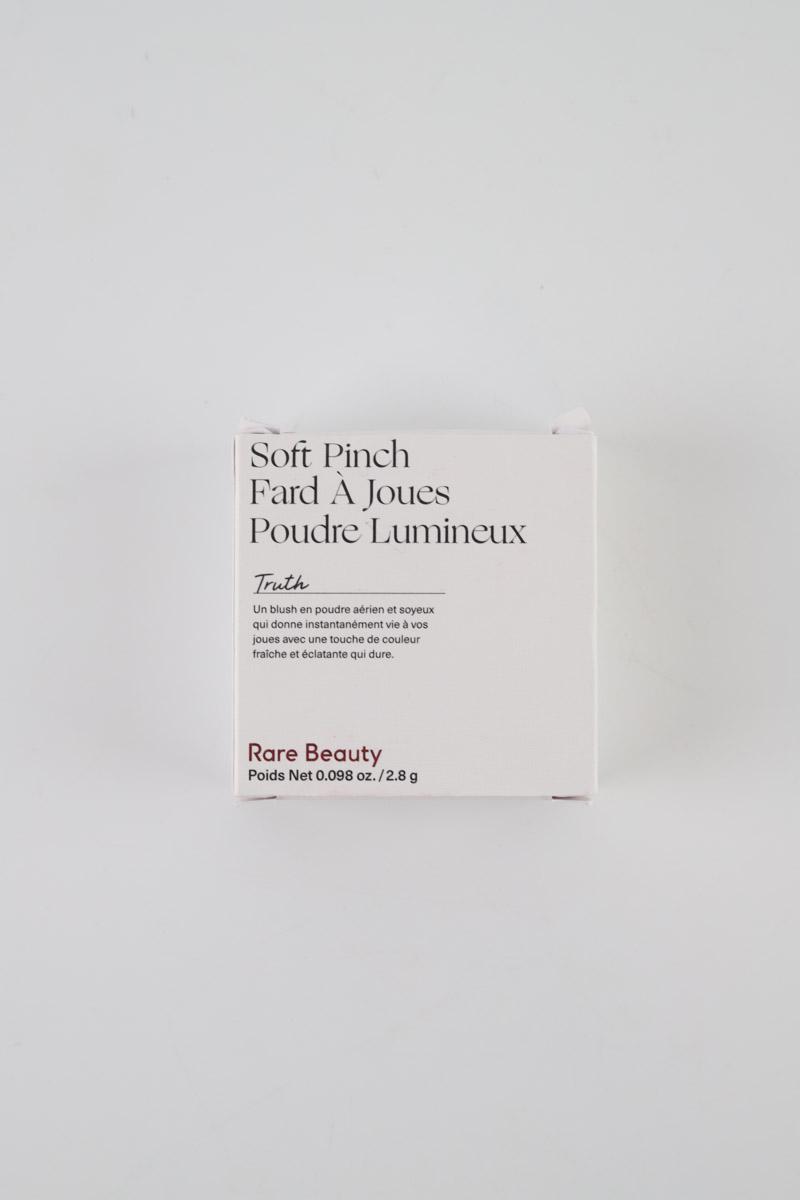 Soft Pinch
Fard À Joues
Poudre Lumineux
Truth
Un blush en poudre aérien et soyeux
qui donne instantanément vie à vos
joues avec une touche de couleur
fraîche et éclatante qui dure.
Rare Beauty
Poids Net 0.098 oz. / 2.8 g